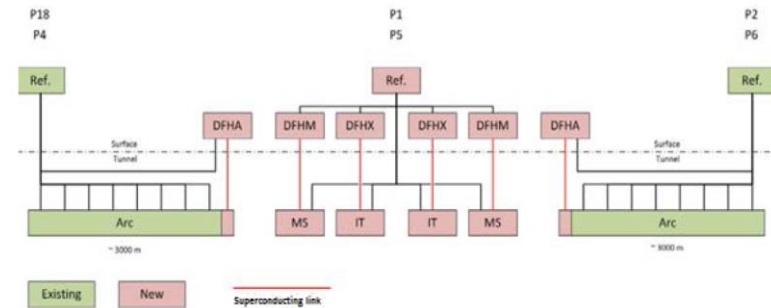 P18 P1 P2
P4 P5 P6
Ref. Ref. Ref.
DFHA DFHM DFHX DFHX DFHM DFHA
Surface Surface
Tunnel Tunnel
Arc MS IT IT MS Arc
~ 3000 m ~ 3000 m
Existing New Superconducting link